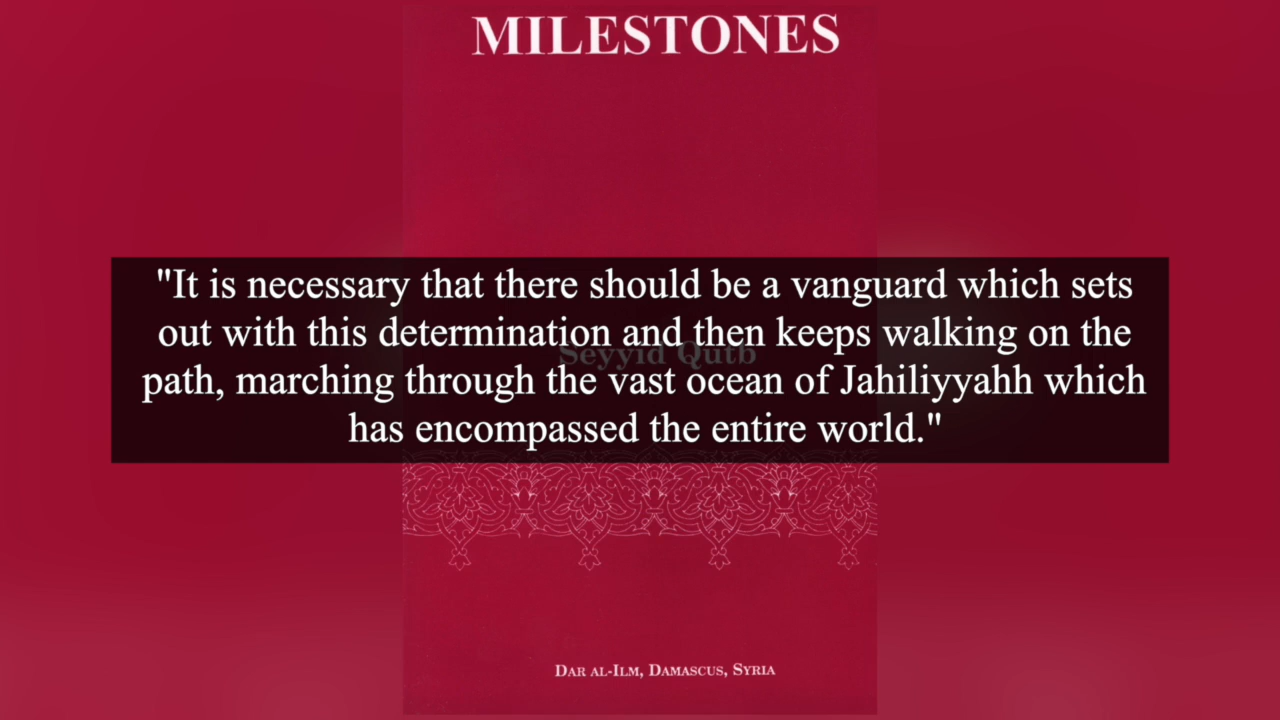 MILESTONES
"It is necessary that there should be a vanguard which sets
out with this determination and then keeps walking on the
Seyyid Qutb
path, marching through the vast ocean of Jahiliyyahh which
has encompassed the entire world."
DAR AL-ILM, DAMASCUS, SYRIA